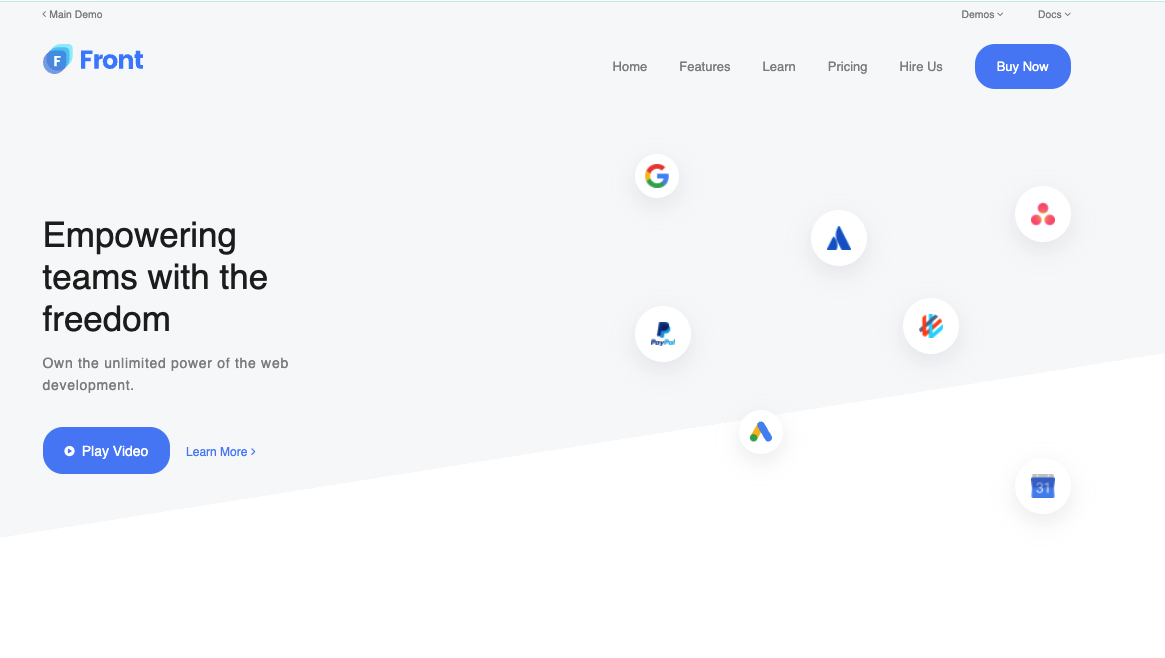 Main Demo
Demos
Docs
F Front
Home
Features
Learn
Pricing
Hire Us
Buy Now
Empowering
teams with the
freedom
PayPal
Own the unlimited power of the web
development.
Play Video
Learn More
31